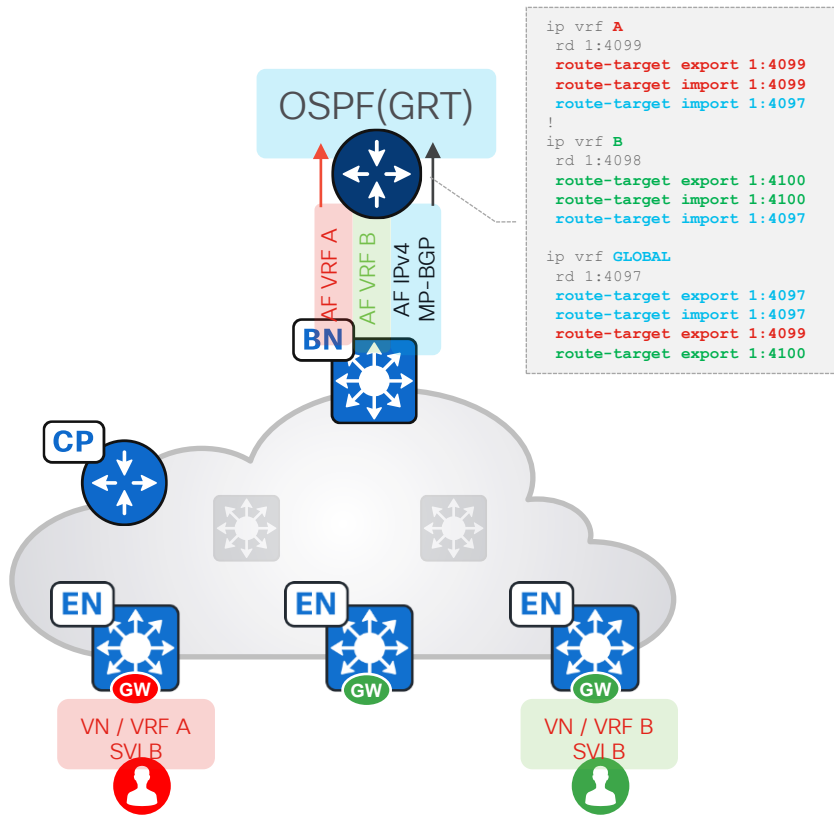 ip vrf A
rd 1:4099
route-target export 1:4099
route-target import 1:4099
route-target import 1:4097
!
ip vrf B
rd 1:4098
route-target export 1:4100
route-target export 1:4100
route-target import 1:4097
ip vrf GLOBAL
rd 1:4097
route-target export 1:4097
route-target import 1:4097
route-target export 1:4099
route-target export 1:4100
OSPF(GRT)
AF VRF A
AF VRF B
AF IPv4
MP-BGP
BN
CP
EN
EN
EN
GW
GW
GW
VN / VRF A
SVI B
VN / VRF B
SVI B